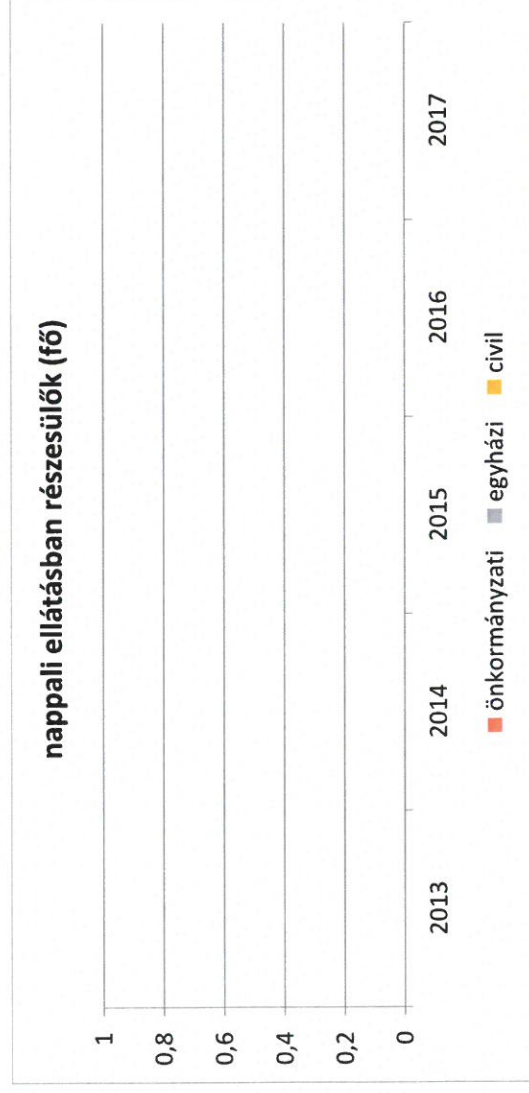 nappali ellátásban részesülők (fő)
1
0,8
0,6
0,4
0,2
0
2013 2014 2015 2016 2017
önkormányzati egyházi civil